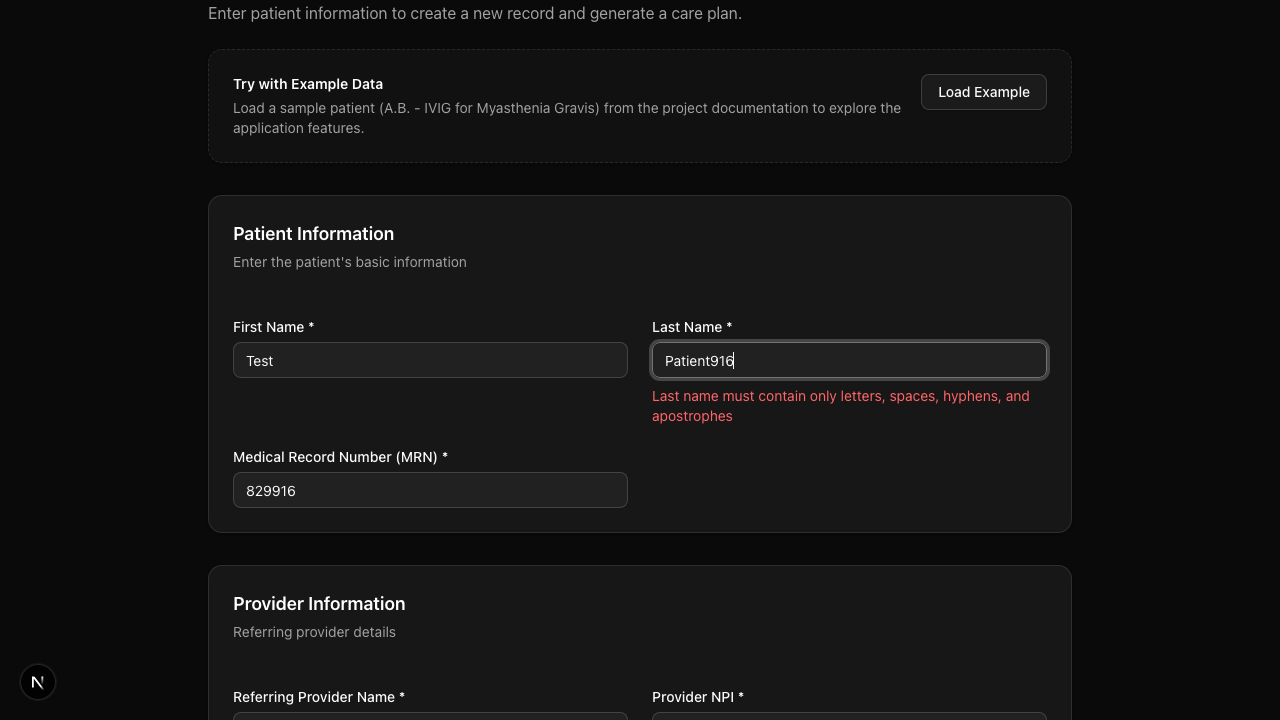 Enter patient information to create a new record and generate a care plan.
Try with Example Data
Load a sample patient (A.B. - IVIG for Myasthenia Gravis) from the project documentation to explore the
application features.
Load Example
Patient Information
Enter the patient's basic information
First Name *
Last Name *
Test
Patient916
Last name must contain only letters, spaces, hyphens, and
apostrophes
Medical Record Number (MRN) *
829916
Provider Information
Referring provider details
Referring Provider Name *
Provider NPI *
N